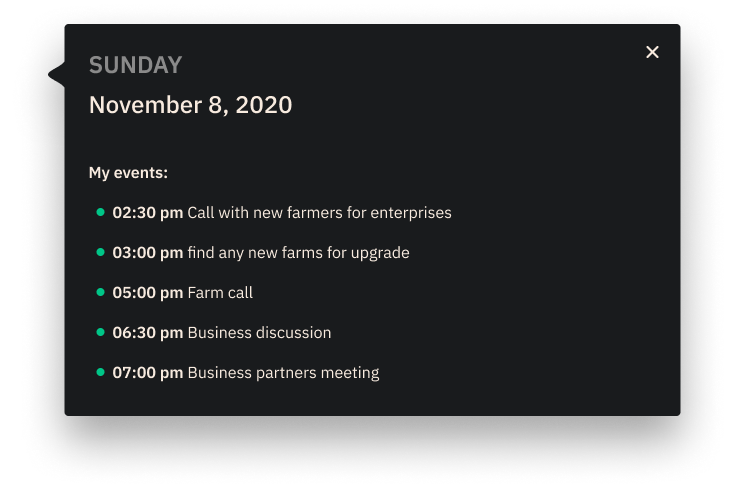 SUNDAY
November 8, 2020
My events:
02:30 pm Call with new farmers for enterprises
03:00 pm find any new farms for upgrade
05:00 pm Farm call
06:30 pm Business discussion
07:00 pm Business partners meeting